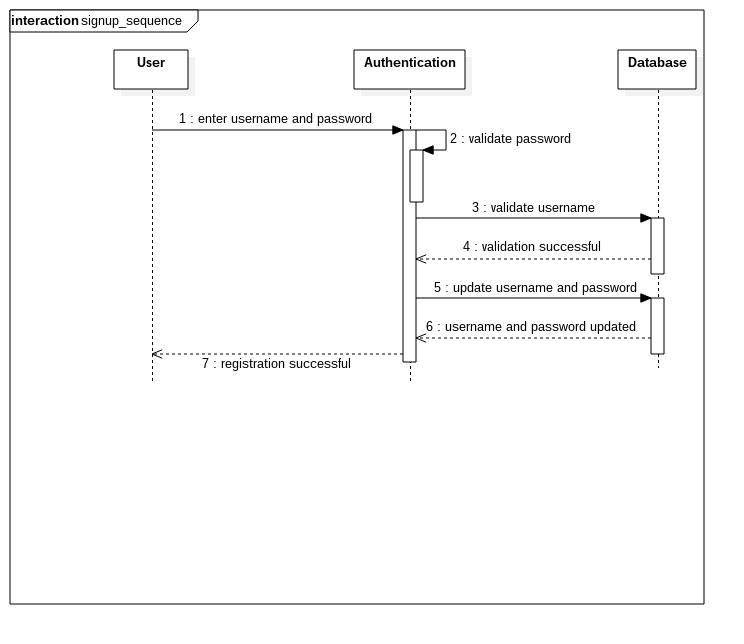 interaction signup_sequence
User
Authentication
Database
1 : enter username and password
2 : validate password
3 : validate username
4 : validation successful
5 : update username and password
6 : username and password updated
7 : registration successful